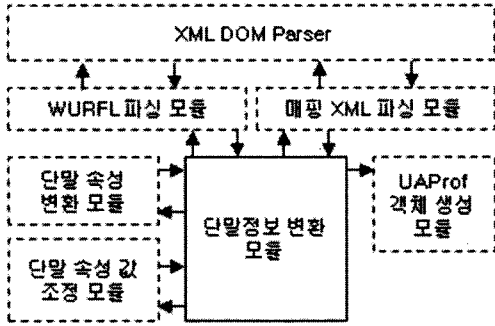 XML DOM Parser
WURFL 파싱 모듈
매핑 XML 파싱 모듈
단말 속성
변환 모듈
단말정보 변환
모듈
UAProf
객체 생성
모듈
단말 속성 값
조정 모듈